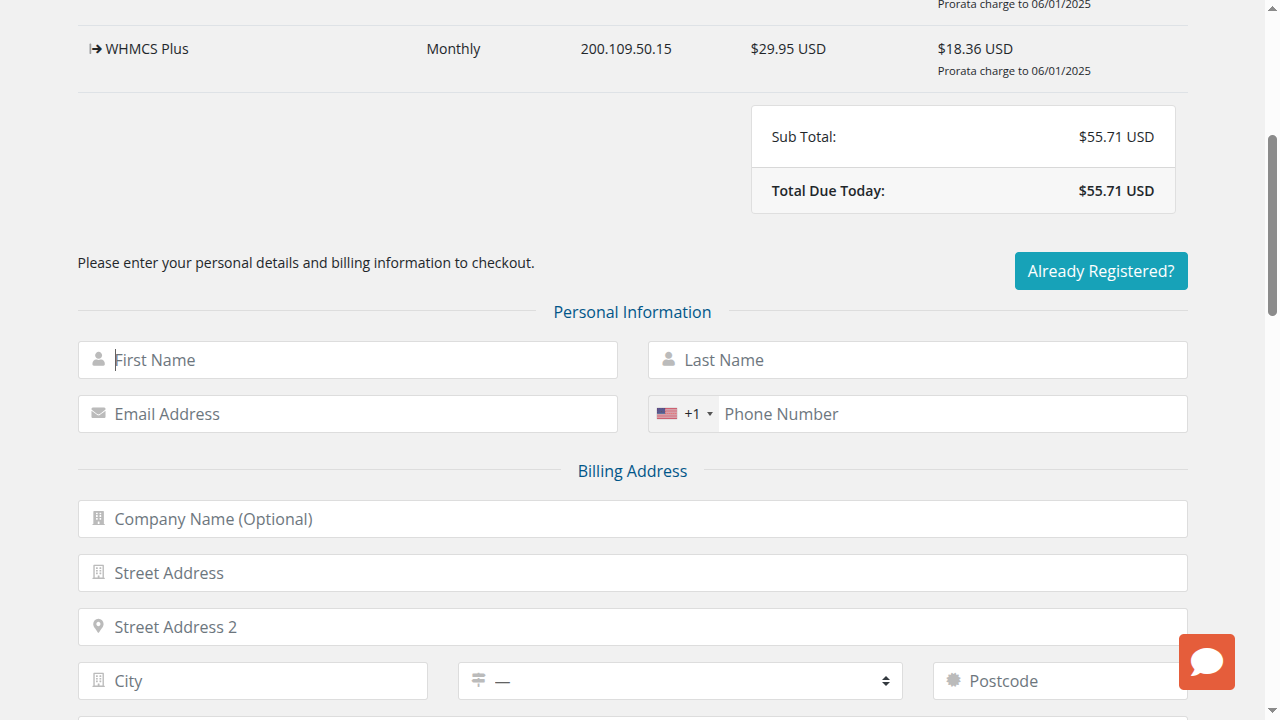 Prorata charge to 06/01/2025
WHMCS Plus Monthly 200.109.50.15 $29.95 USD $18.36 USD
Prorata charge to 06/01/2025
Sub Total: $55.71 USD
Total Due Today: $55.71 USD
Please enter your personal details and billing information to checkout.
Already Registered?
Personal Information
First Name Last Name
Email Address +1 Phone Number
Billing Address
Company Name (Optional)
Street Address
Street Address 2
City — Postcode